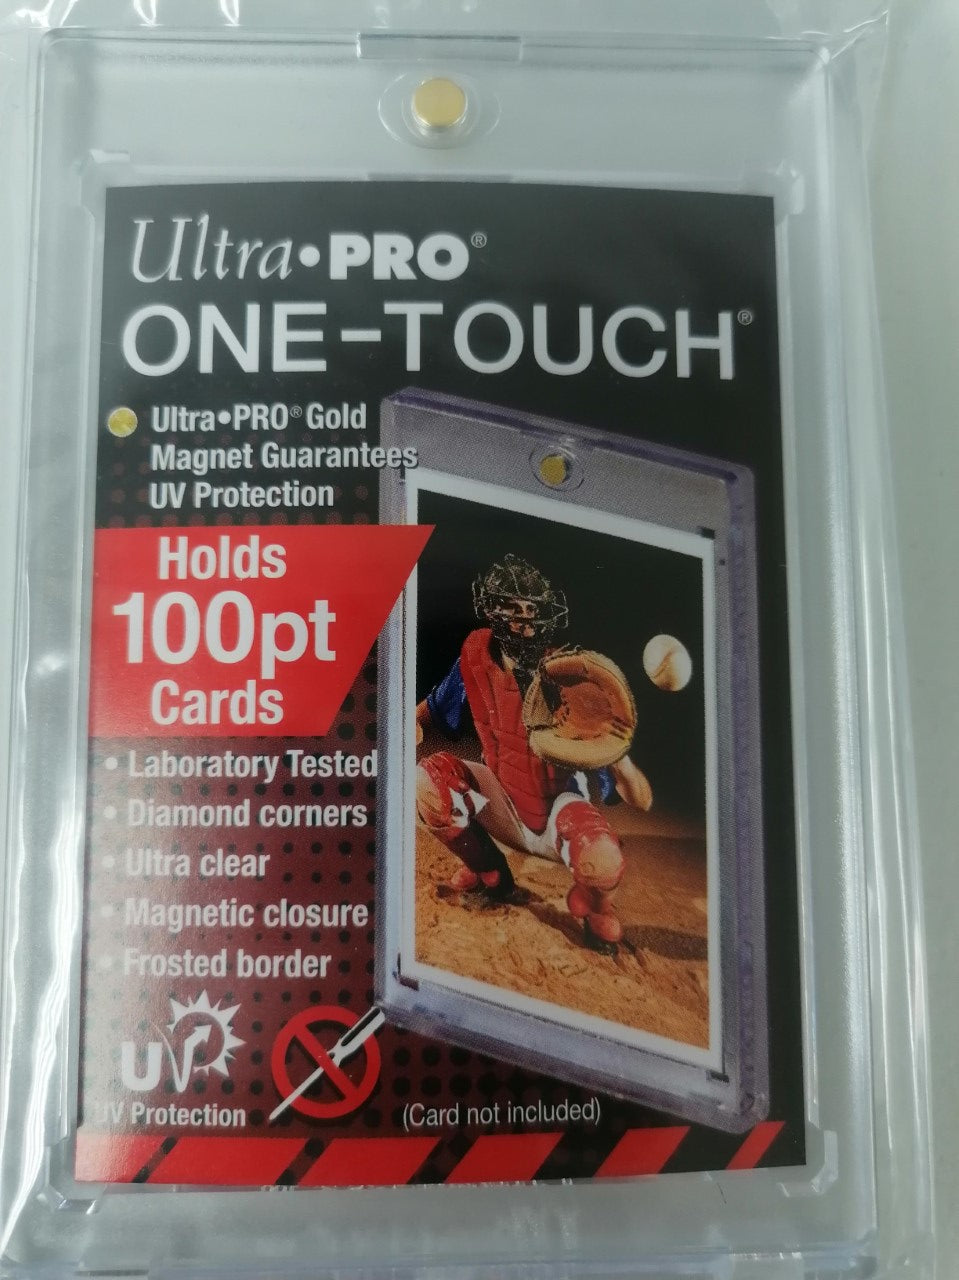 Ultra•PRO®
ONE-TOUCH®
Ultra•PRO® Gold
Magnet Guarantees
UV Protection
Holds
100pt
Cards
• Laboratory Tested
• Diamond corners
• Ultra clear
• Magnetic closure
• Frosted border
UV
UV Protection
(Card not included)